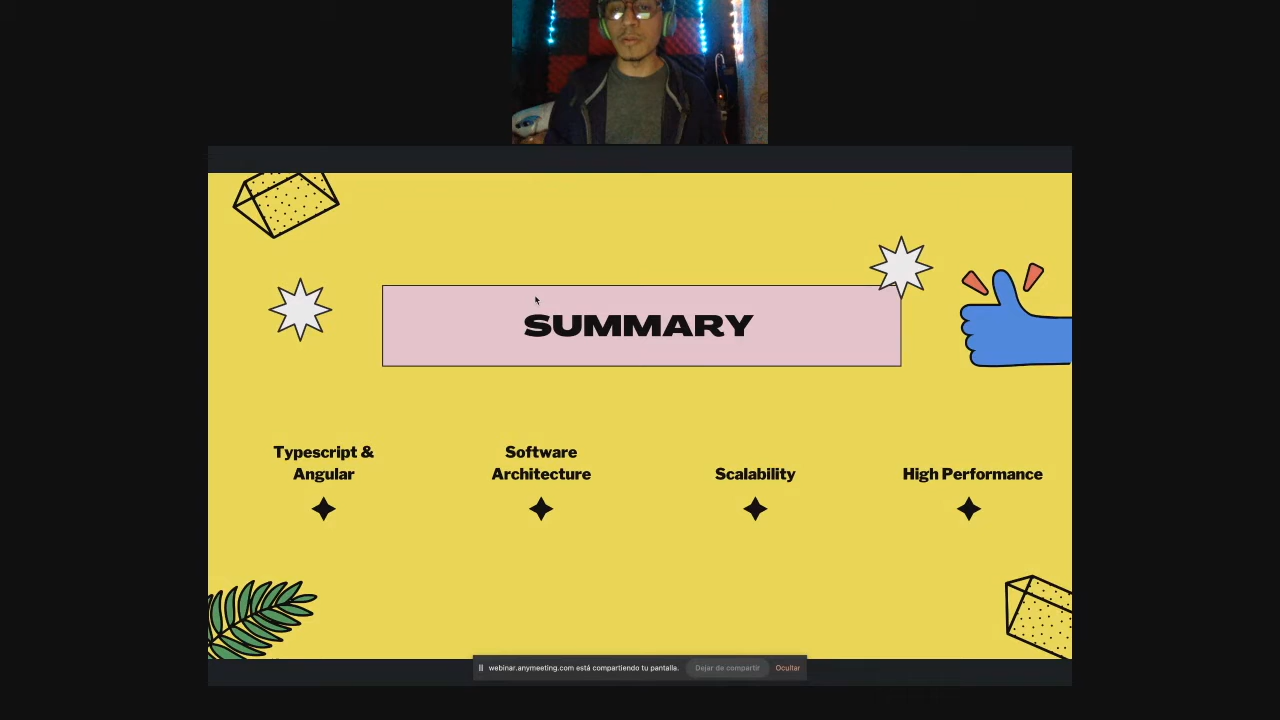 SUMMARY
Typescript &
Angular
Software
Architecture
Scalability
High Performance
webinar.anymeeting.com está compartiendo tu pantalla.
Dejar de compartir
Ocultar